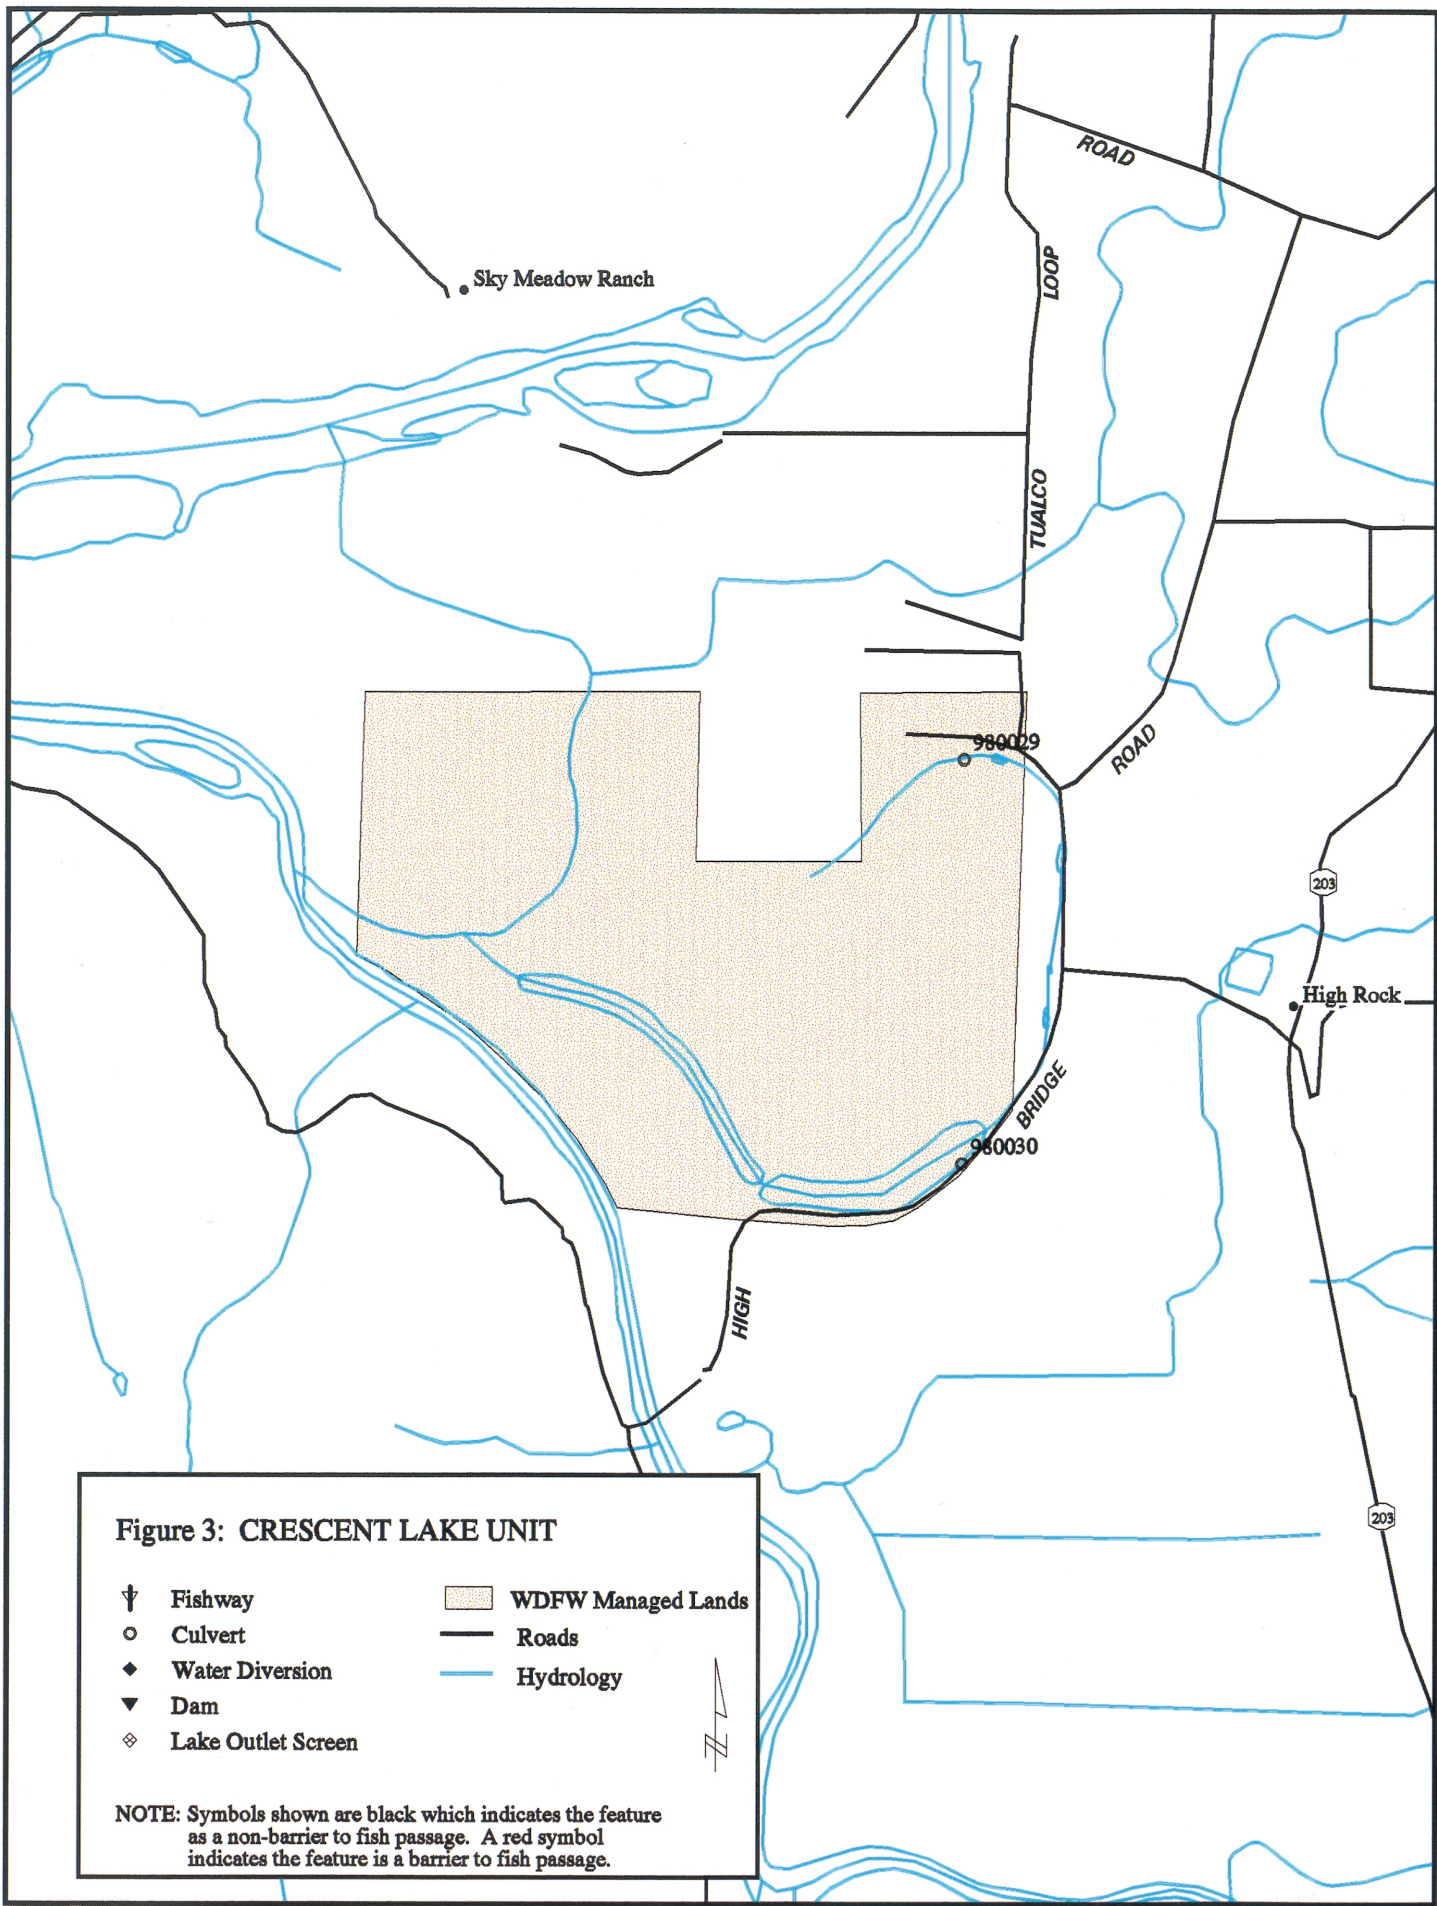 ROAD
LOOP
Sky Meadow Ranch
TUALCO
980029
ROAD
203
High Rock
BRIDGE
980030
HIGH
203
Figure 3: CRESCENT LAKE UNIT
Fishway
Culvert
Water Diversion
Dam
Lake Outlet Screen
WDFW Managed Lands
Roads
Hydrology
NOTE: Symbols shown are black which indicates the feature
as a non-barrier to fish passage. A red symbol
indicates the feature is a barrier to fish passage.